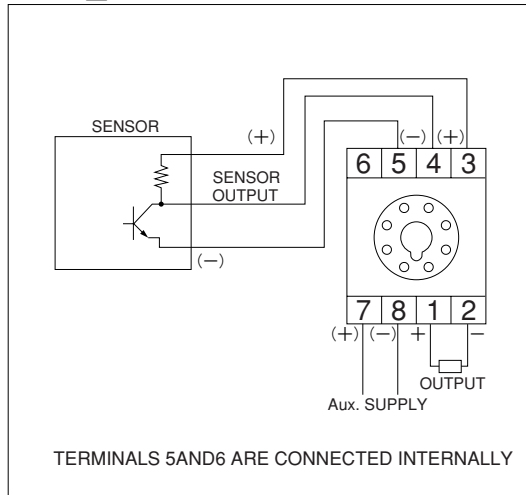 SENSOR
(+)
(−) (+)
6 5 4 3
SENSOR
OUTPUT
(−)
7 8 1 2
(+) (−) + −
OUTPUT
Aux. SUPPLY
TERMINALS 5AND6 ARE CONNECTED INTERNALLY